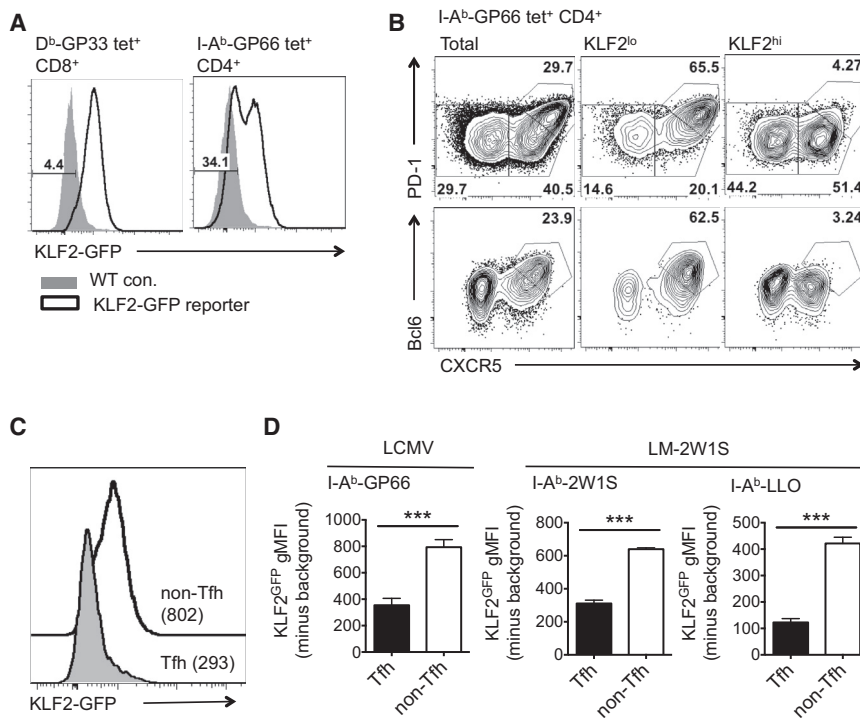 A
Dᵇ-GP33 tet⁺
CD8⁺
I-Aᵇ-GP66 tet⁺
CD4⁺
4.4
34.1
KLF2-GFP
WT con.
KLF2-GFP reporter
B
I-Aᵇ-GP66 tet⁺ CD4⁺
Total
KLF2ˡᵒ
KLF2ʰⁱ
29.7
65.5
4.27
PD-1
29.7
40.5
14.6
20.1
44.2
51.4
23.9
62.5
3.24
Bcl6
CXCR5
C
non-Tfh
(802)
Tfh (293)
KLF2-GFP
D
LCMV
LM-2W1S
I-Aᵇ-GP66
I-Aᵇ-2W1S
I-Aᵇ-LLO
KLF2ᴳᶠᴾ gMFI
(minus background)
1000
800
600
400
200
0
***
Tfh
non-Tfh
KLF2ᴳᶠᴾ gMFI
(minus background)
800
600
400
200
0
***
Tfh
non-Tfh
KLF2ᴳᶠᴾ gMFI
(minus background)
500
400
300
200
100
0
***
Tfh
non-Tfh